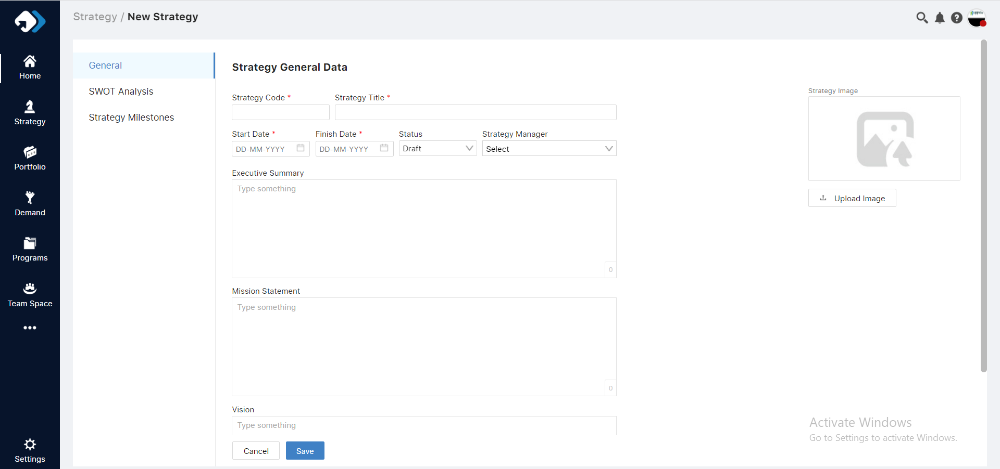 Strategy / New Strategy
Home
Strategy
Portfolio
Demand
Programs
Team Space
Settings
General
SWOT Analysis
Strategy Milestones
Strategy General Data
Strategy Code * Strategy Title *
Start Date * Finish Date * Status Strategy Manager
DD-MM-YYYY DD-MM-YYYY Draft Select
Executive Summary
Type something
0
Mission Statement
Type something
0
Vision
Type something
Cancel Save
Strategy Image
Upload Image
Activate Windows
Go to Settings to activate Windows.